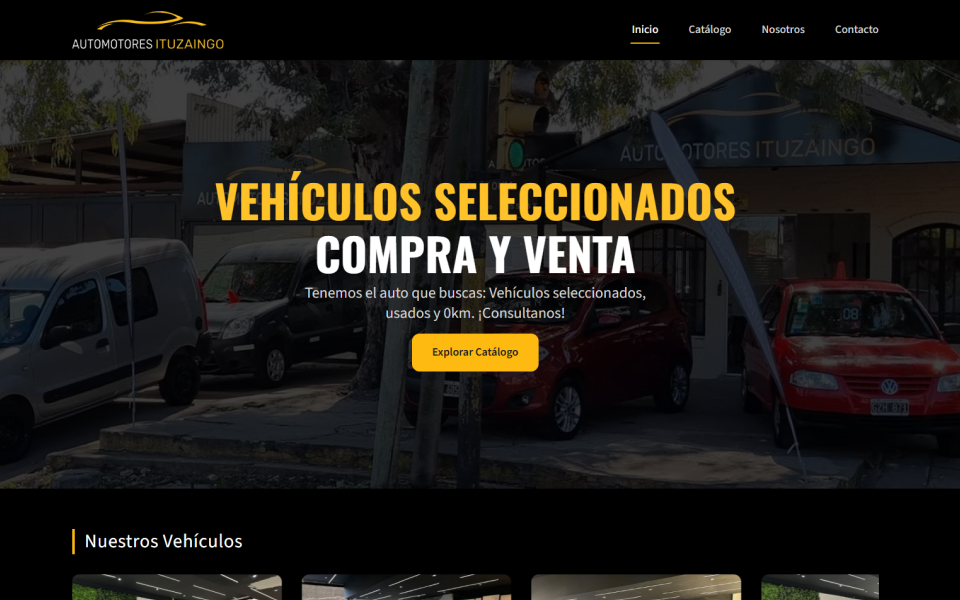 AUTOMOTORES ITUZAINGO
Inicio
Catálogo
Nosotros
Contacto
AUTOMOTORES ITUZAINGO
VEHÍCULOS SELECCIONADOS
COMPRA Y VENTA
Tenemos el auto que buscas: Vehículos seleccionados,
usados y 0km. ¡Consultanos!
Explorar Catálogo
08
Nuestros Vehículos